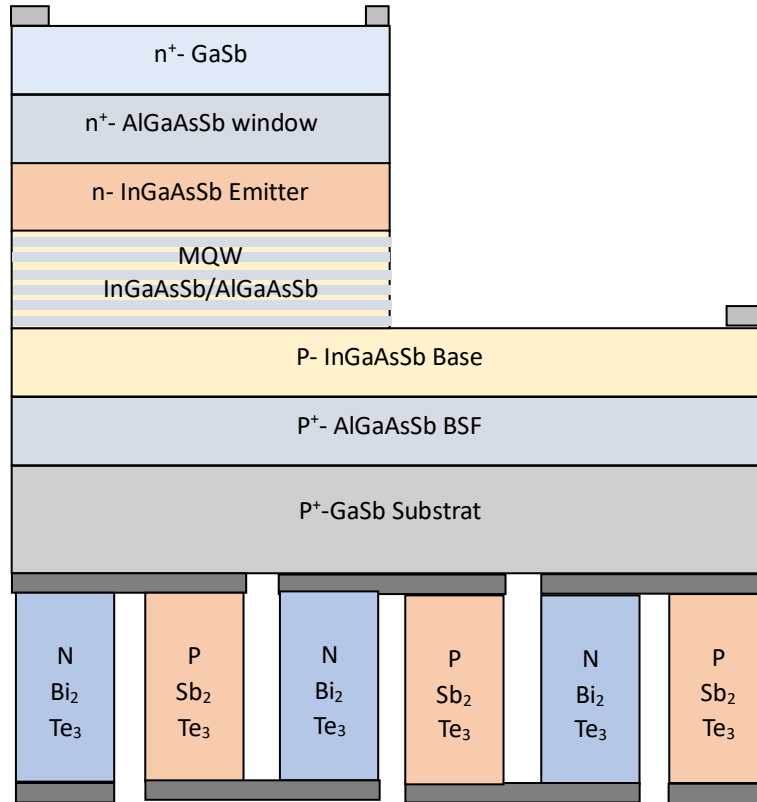 n⁺- GaSb
n⁺- AlGaAsSb window
n- InGaAsSb Emitter
MQW
InGaAsSb/AlGaAsSb
P- InGaAsSb Base
P⁺- AlGaAsSb BSF
P⁺-GaSb Substrat
N
Bi₂
Te₃
P
Sb₂
Te₃
N
Bi₂
Te₃
P
Sb₂
Te₃
N
Bi₂
Te₃
P
Sb₂
Te₃